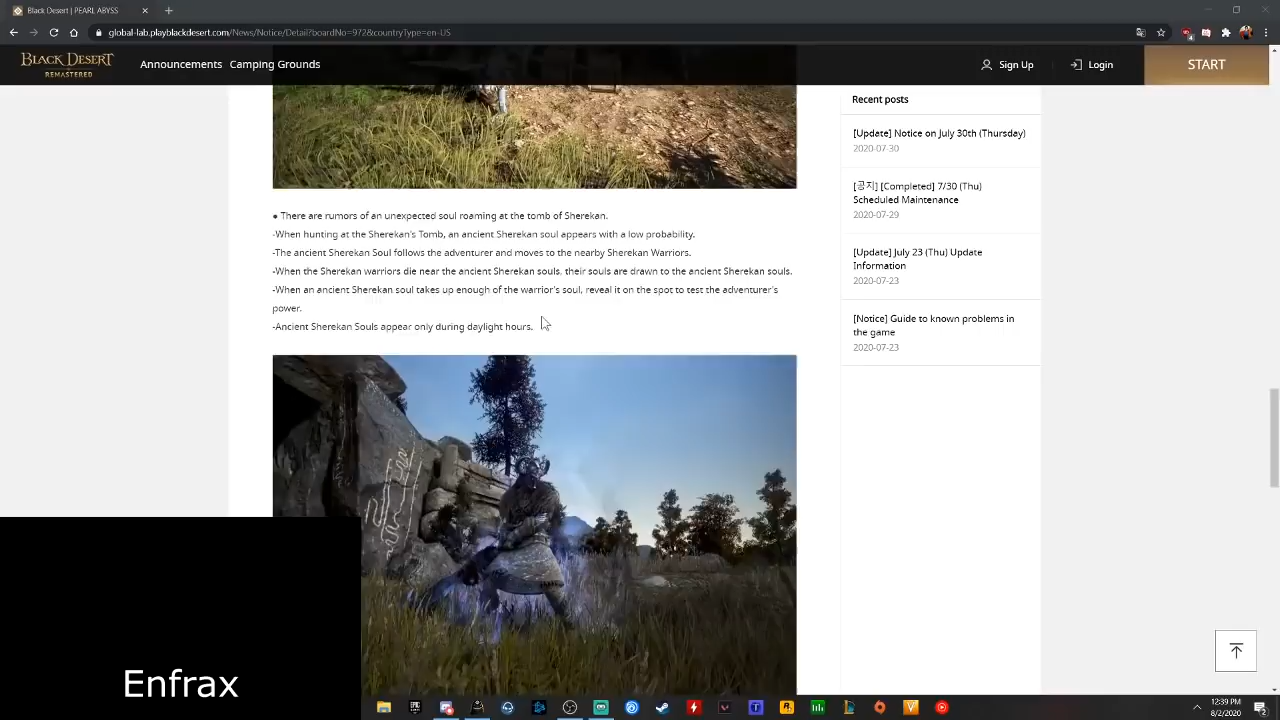 Black Desert | PEARL ABYSS
global-lab.playblackdesert.com/News/Notice/Detail?boardNo=972&countryType=en-US
BLACK DESERT
REMASTERED
Announcements
Camping Grounds
Sign Up
Login
START
● There are rumors of an unexpected soul roaming at the tomb of Sherekan.
-When hunting at the Sherekan's Tomb, an ancient Sherekan soul appears with a low probability.
-The ancient Sherekan Soul follows the adventurer and moves to the nearby Sherekan Warriors.
-When the Sherekan warriors die near the ancient Sherekan souls, their souls are drawn to the ancient Sherekan souls.
-When an ancient Sherekan soul takes up enough of the warrior's soul, reveal it on the spot to test the adventurer's
power.
-Ancient Sherekan Souls appear only during daylight hours.
Recent posts
[Update] Notice on July 30th (Thursday)
2020-07-30
[공지] [Completed] 7/30 (Thu)
Scheduled Maintenance
2020-07-29
[Update] July 23 (Thu) Update
Information
2020-07-23
[Notice] Guide to known problems in
the game
2020-07-23
Enfrax
12:39 PM
8/2/2020